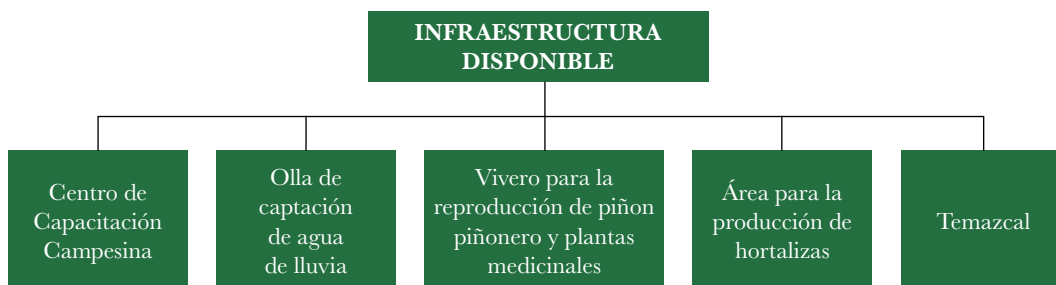 INFRAESTRUCTURA
DISPONIBLE
Centro de
Capacitación
Campesina
Olla de
captación
de agua
de lluvia
Vivero para la
reproducción de piñon
piñonero y plantas
medicinales
Área para la
producción de
hortalizas
Temazcal